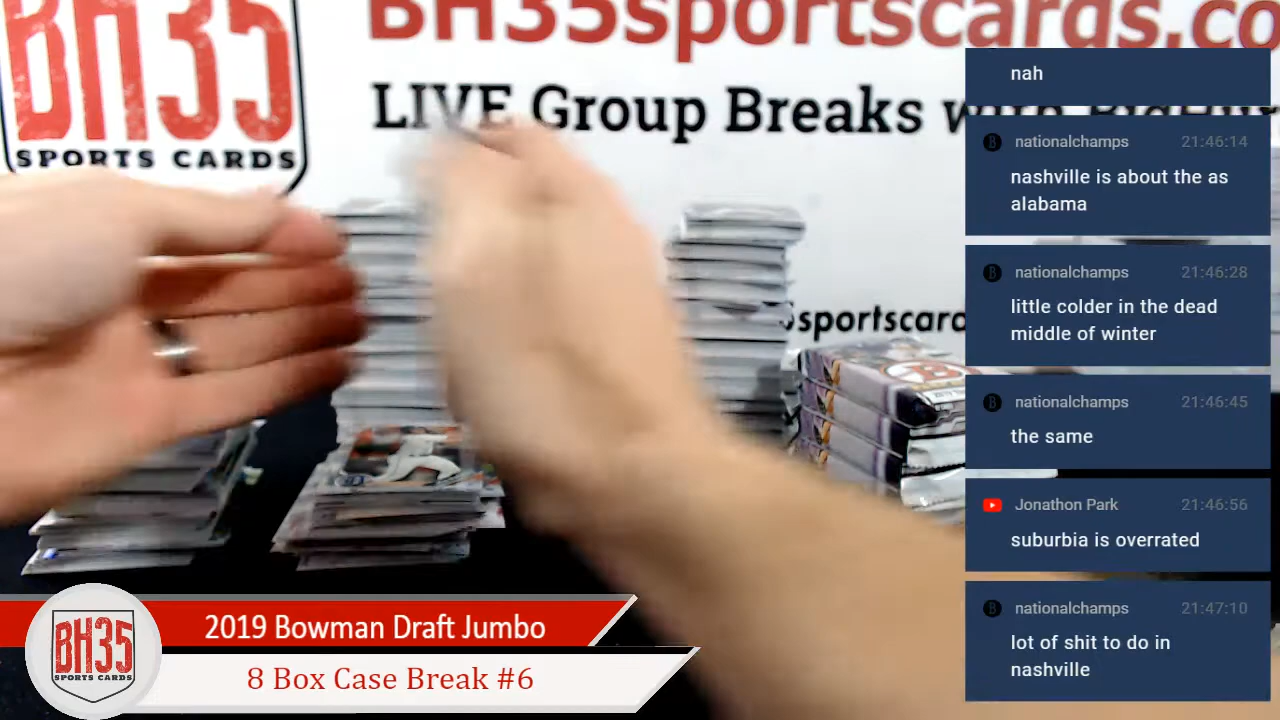 BH35
SPORTS CARDS
BH35sportscards.co
LIVE Group Breaks with
sportscard
nah
nationalchamps 21:46:14
nashville is about the as
alabama
nationalchamps 21:46:28
little colder in the dead
middle of winter
nationalchamps 21:46:45
the same
Jonathon Park 21:46:56
suburbia is overrated
nationalchamps 21:47:10
lot of shit to do in
nashville
BH35
SPORTS CARDS
2019 Bowman Draft Jumbo
8 Box Case Break #6